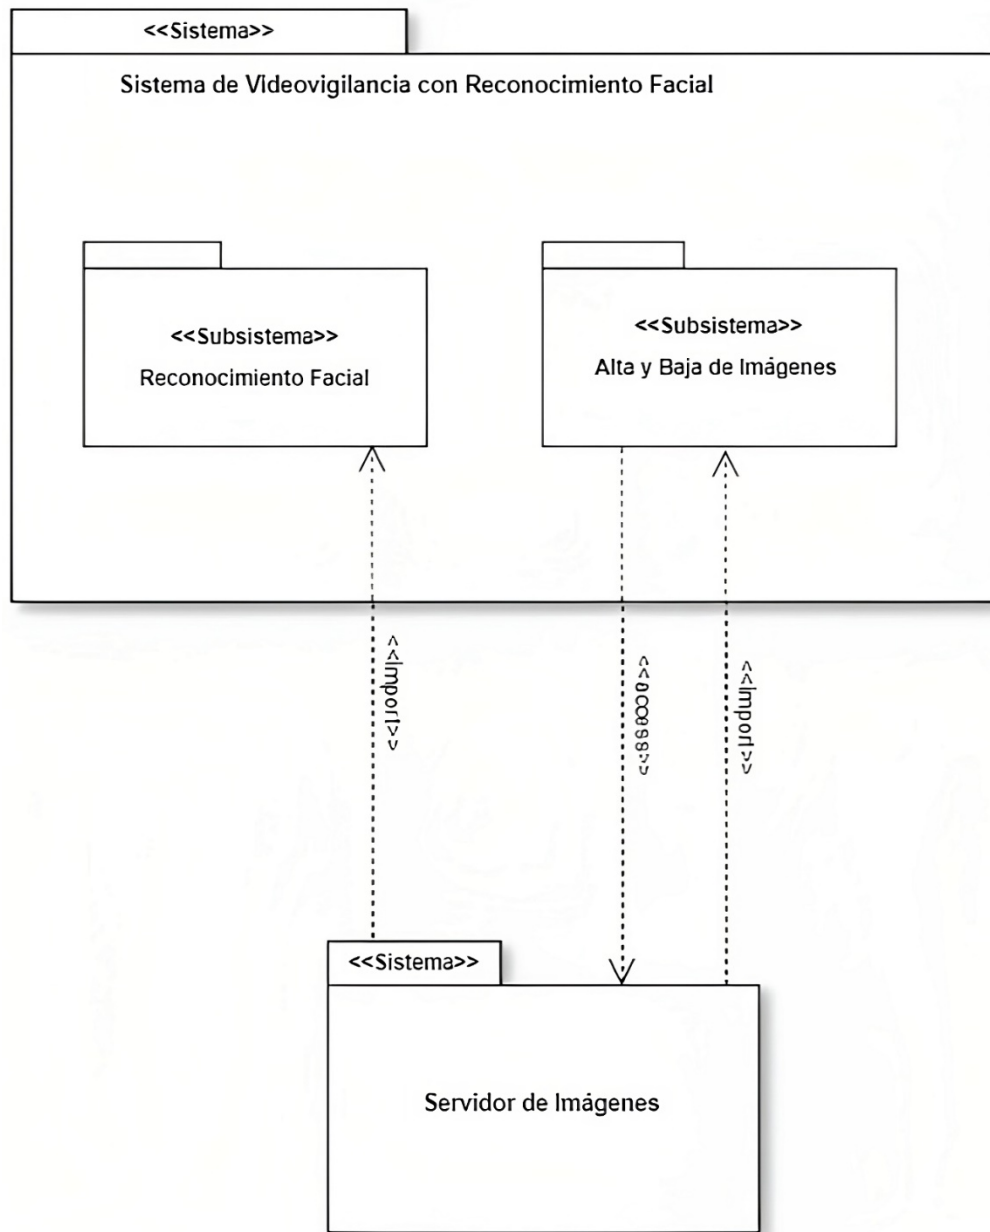 <<Sistema>>
Sistema de Videovigilancia con Reconocimiento Facial
<<Subsistema>>
Reconocimiento Facial
<<Subsistema>>
Alta y Baja de Imágenes
<<Import>>
<<access>>
<<Import>>
<<Sistema>>
Servidor de Imágenes